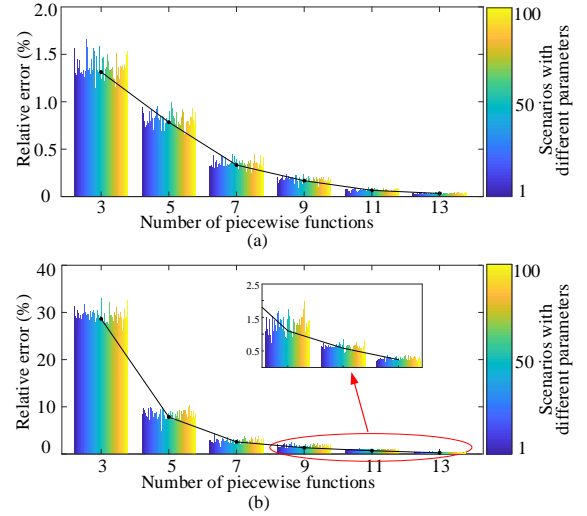 (a)
2.0
1.5
1.0
0.5
0
Relative error (%)
3 5 7 9 11 13
Number of piecewise functions
(a)
100
50
1
Scenarios with
different parameters
(b)
40
30
20
10
0
Relative error (%)
2.5
1.5
0.5
3 5 7 9 11 13
Number of piecewise functions
(b)
100
50
1
Scenarios with
different parameters